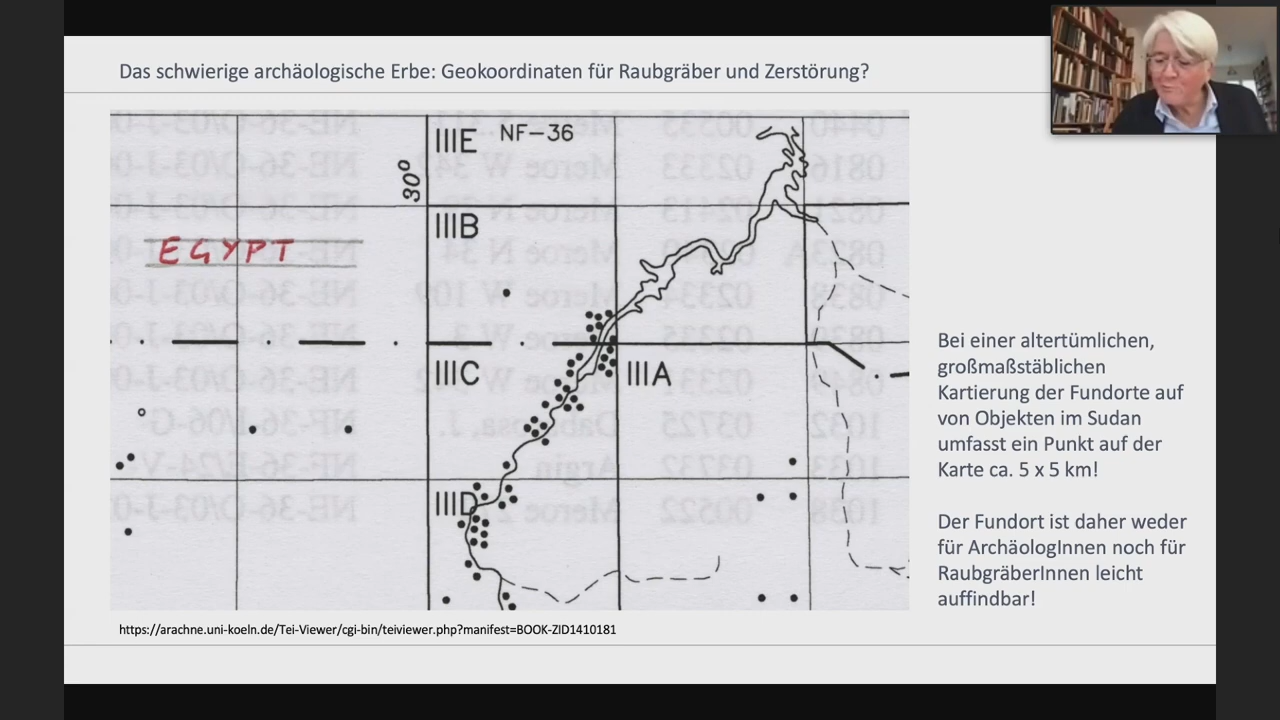 Das schwierige archäologische Erbe: Geokoordinaten für Raubgräber und Zerstörung?
IIIE NF-36
30°
IIIB
EGYPT
IIIC
IIIA
IIID
Bei einer altertümlichen,
großmaßstäblichen
Kartierung der Fundorte auf
von Objekten im Sudan
umfasst ein Punkt auf der
Karte ca. 5 x 5 km!
Der Fundort ist daher weder
für ArchäologInnen noch für
RaubgräberInnen leicht
auffindbar!
https://arachne.uni-koeln.de/Tei-Viewer/cgi-bin/teiviewer.php?manifest=BOOK-ZID1410181